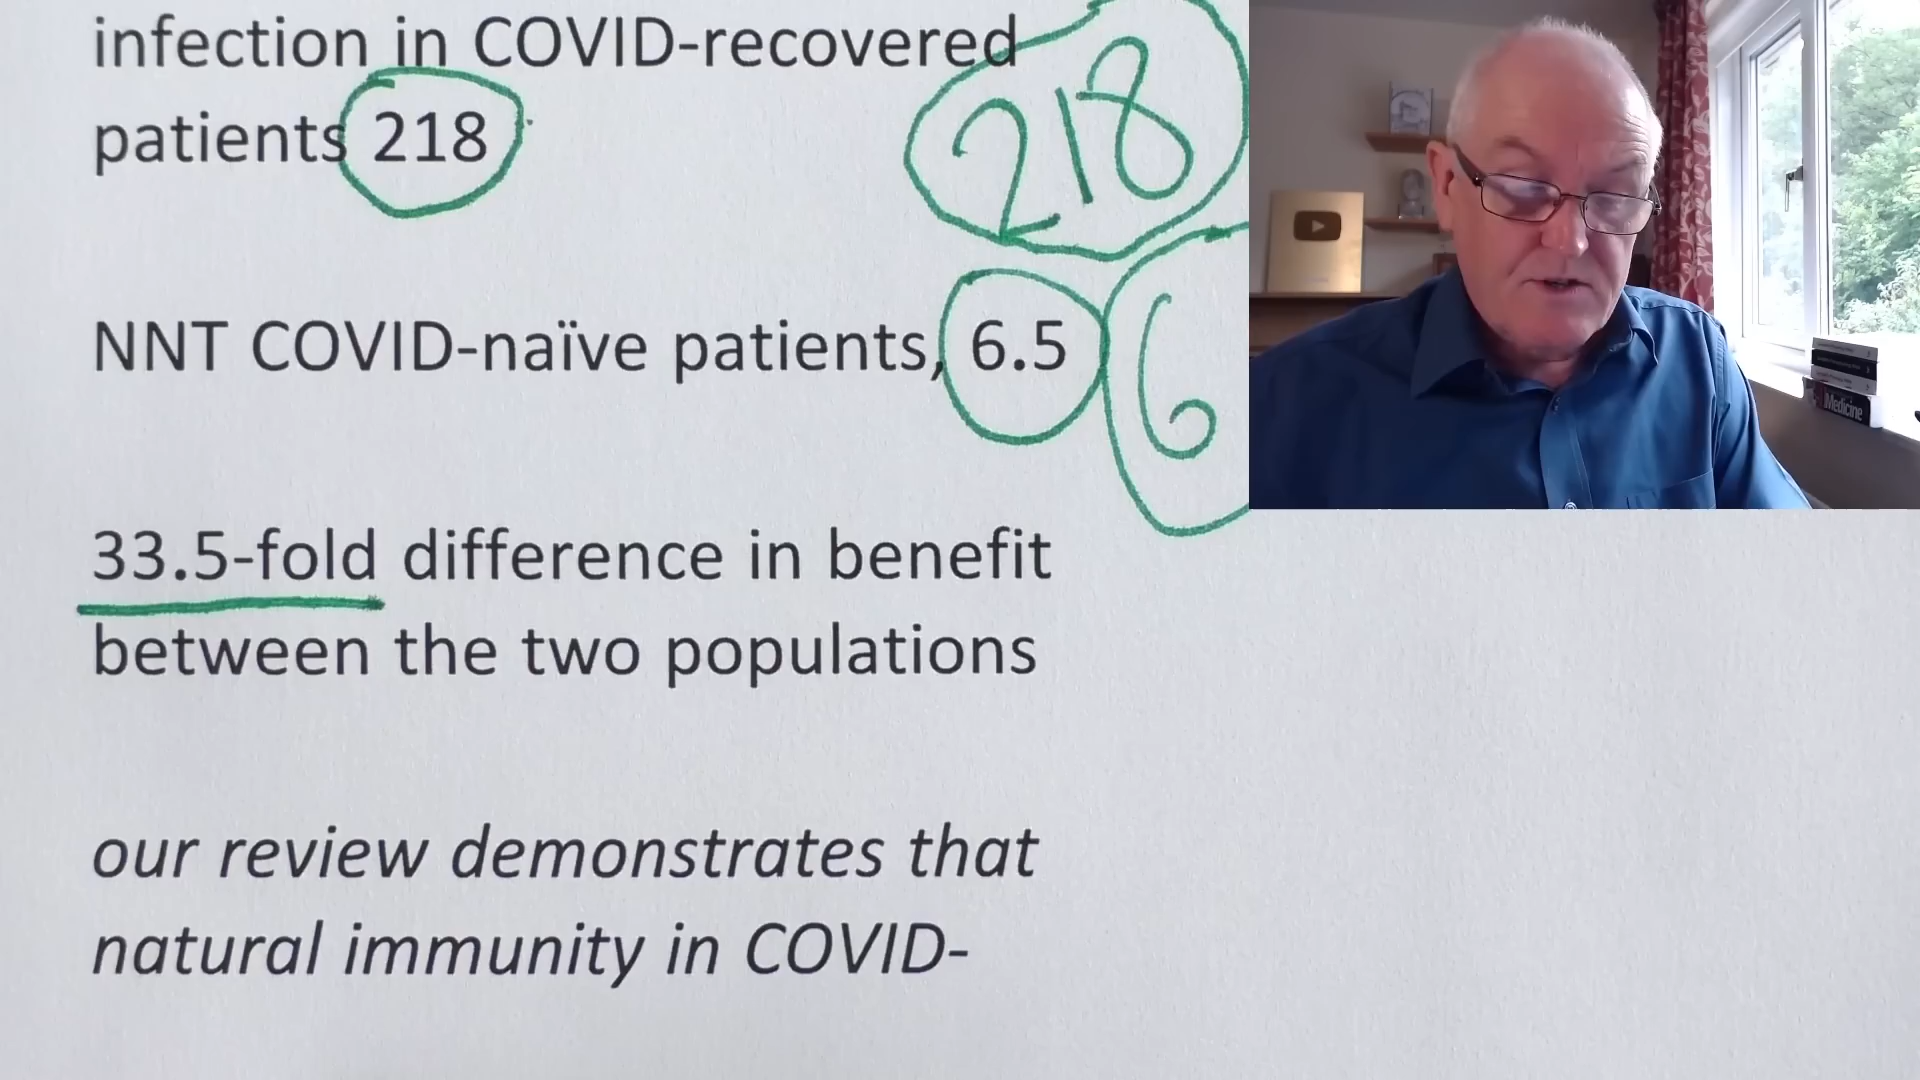 infection in COVID-recovered
patients 218
218
NNT COVID-naïve patients, 6.5
6
33.5-fold difference in benefit
between the two populations
our review demonstrates that
natural immunity in COVID-
Medicine